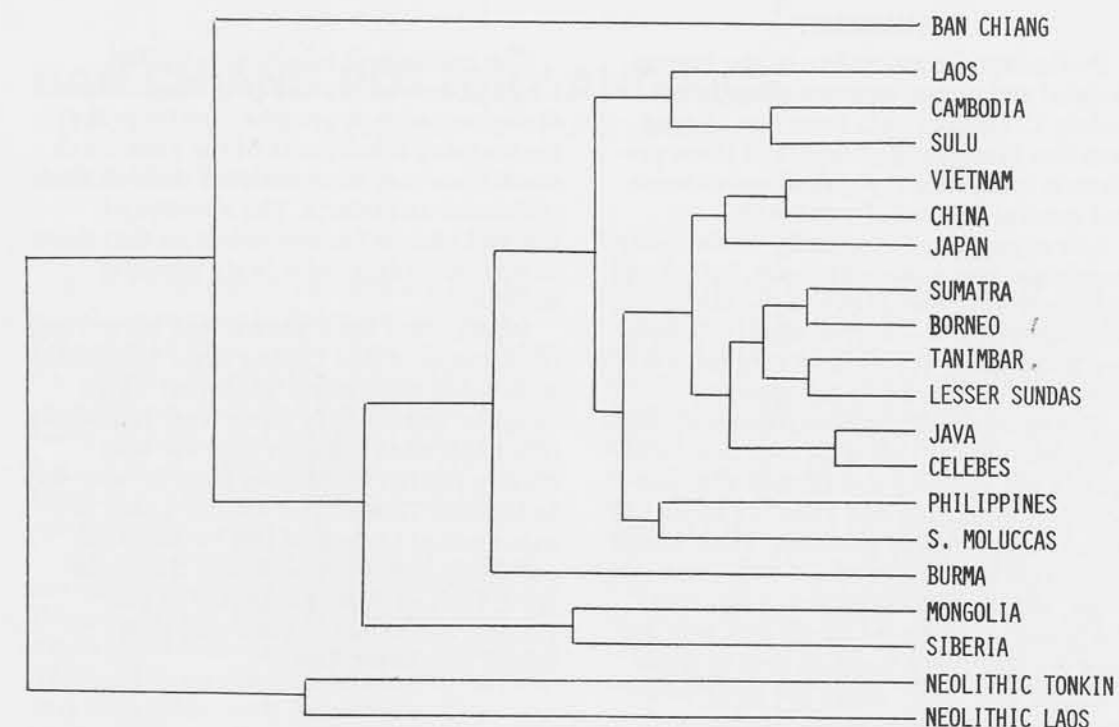 BAN CHIANG
LAOS
CAMBODIA
SULU
VIETNAM
CHINA
JAPAN
SUMATRA
BORNEO
TANIMBAR
LESSER SUNDAS
JAVA
CELEBES
PHILIPPINES
S. MOLUCCAS
BURMA
MONGOLIA
SIBERIA
NEOLITHIC TONKIN
NEOLITHIC LAOS